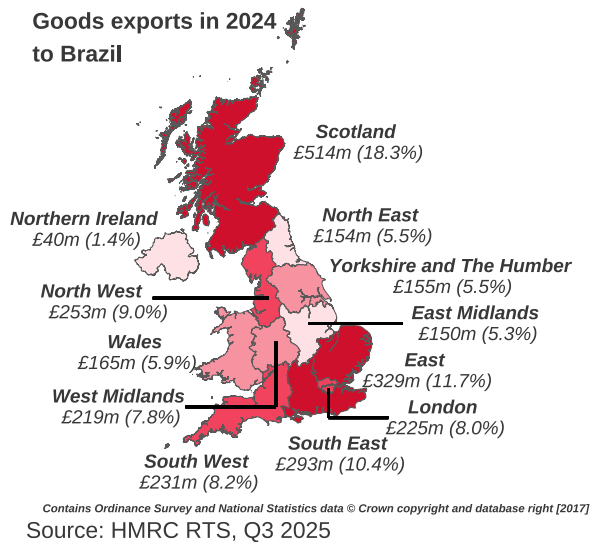 Goods exports in 2024
to Brazil
Scotland
£514m (18.3%)
Northern Ireland
£40m (1.4%)
North East
£154m (5.5%)
Yorkshire and The Humber
£155m (5.5%)
North West
£253m (9.0%)
East Midlands
£150m (5.3%)
Wales
£165m (5.9%)
East
£329m (11.7%)
West Midlands
£219m (7.8%)
London
£225m (8.0%)
South East
£293m (10.4%)
South West
£231m (8.2%)
Contains Ordinance Survey and National Statistics data © Crown copyright and database right [2017]
Source: HMRC RTS, Q3 2025